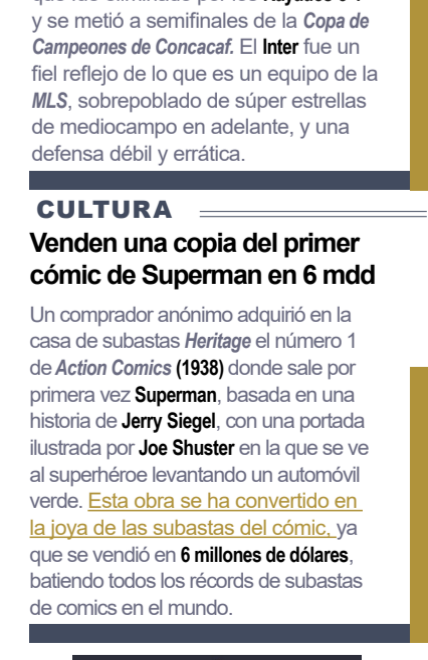 y se metió a semifinales de la Copa de
Campeones de Concacaf. El Inter fue un
fiel reflejo de lo que es un equipo de la
MLS, sobrepoblado de súper estrellas
de mediocampo en adelante, y una
defensa débil y errática.
CULTURA
Venden una copia del primer
cómic de Superman en 6 mdd
Un comprador anónimo adquirió en la
casa de subastas Heritage el número 1
de Action Comics (1938) donde sale por
primera vez Superman, basada en una
historia de Jerry Siegel, con una portada
ilustrada por Joe Shuster en la que se ve
al superhéroe levantando un automóvil
verde. Esta obra se ha convertido en
la joya de las subastas del cómic, ya
que se vendió en 6 millones de dólares,
batiendo todos los récords de subastas
de comics en el mundo.